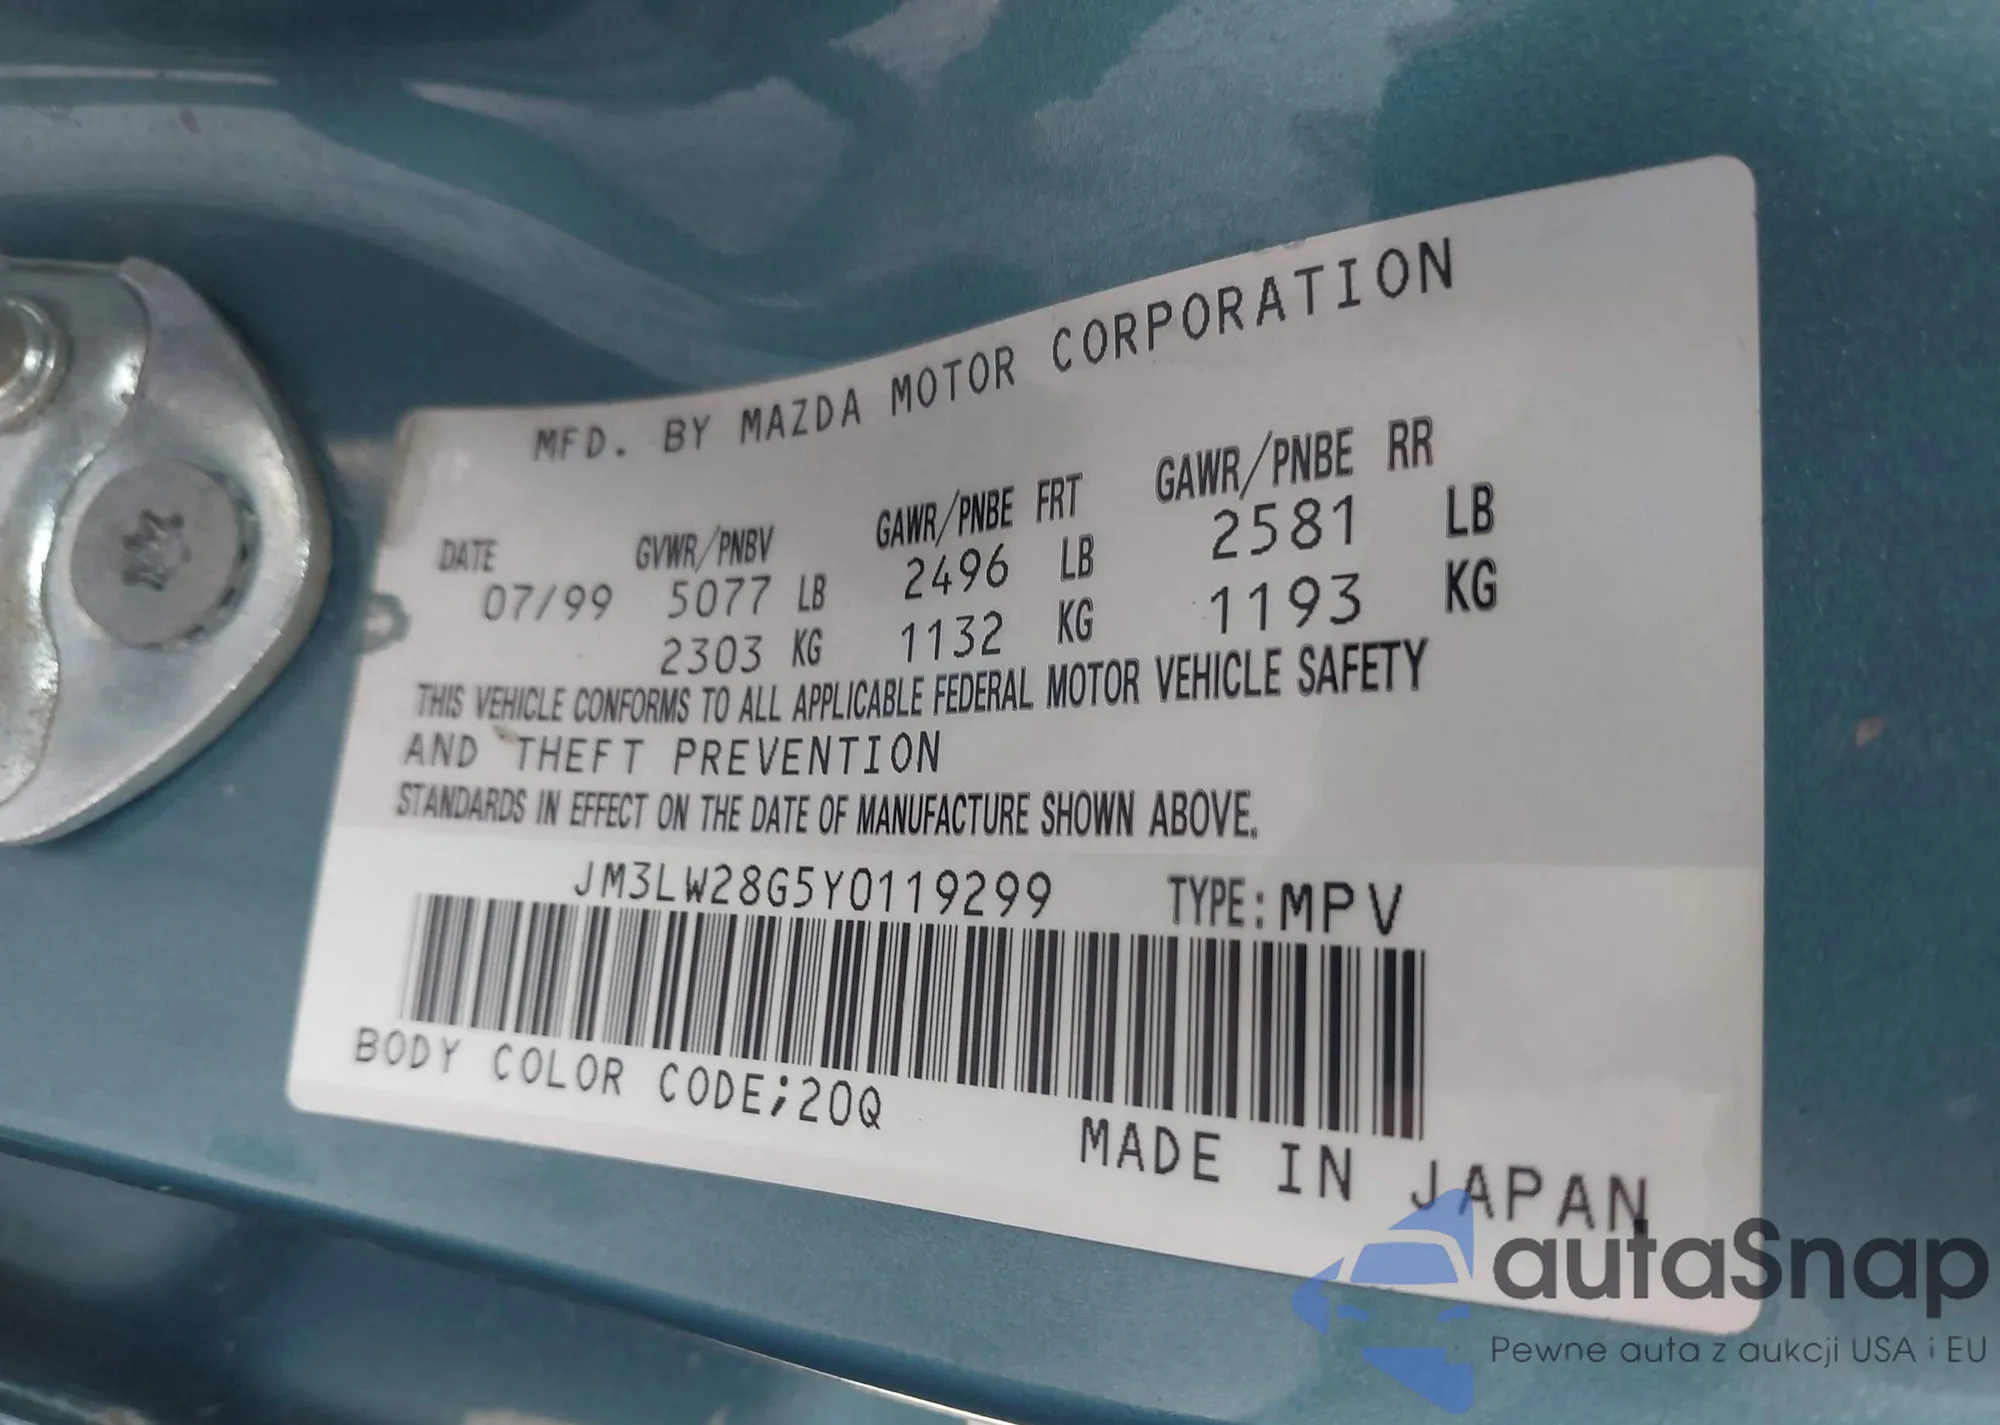 MFD. BY MAZDA MOTOR CORPORATION
DATE GVWR/PNBV GAWR/PNBE FRT GAWR/PNBE RR
07/99 5077 LB 2496 LB 2581 LB
2303 KG 1132 KG 1193 KG
THIS VEHICLE CONFORMS TO ALL APPLICABLE FEDERAL MOTOR VEHICLE SAFETY
AND THEFT PREVENTION
STANDARDS IN EFFECT ON THE DATE OF MANUFACTURE SHOWN ABOVE.
JM3LW28G5Y0119299 TYPE: MPV
BODY COLOR CODE;20Q
MADE IN JAPAN
autaSnap
Pewne auta z aukcji USA i EU